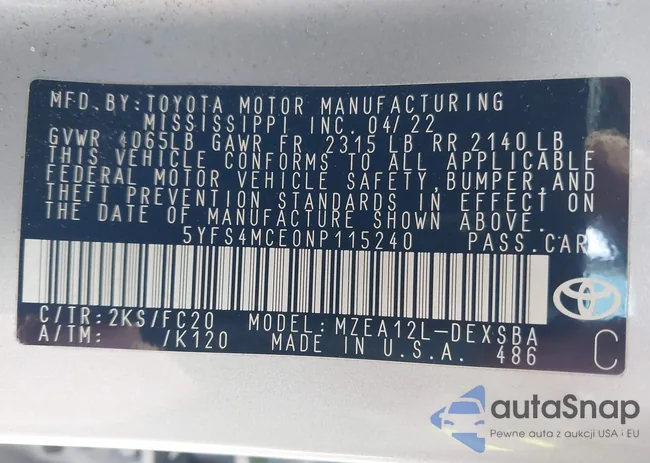 MFD. BY: TOYOTA MOTOR MANUFACTURING
MISSISSIPPI INC. 04/22
GVWR 4065LB GAWR FR 2315 LB RR 2140 LB
THIS VEHICLE CONFORMS TO ALL APPLICABLE
FEDERAL MOTOR VEHICLE SAFETY, BUMPER, AND
THEFT PREVENTION STANDARDS IN EFFECT ON
THE DATE OF MANUFACTURE SHOWN ABOVE.
5YFS4MCE0NP115240 PASS. CAR
C/TR: 2KS/FC20 MODEL: MZEA12L-DEXSBA
A/TM: /K120 MADE IN U.S.A. 486 C
autaSnap
Pewne auta z aukcji USA i EU